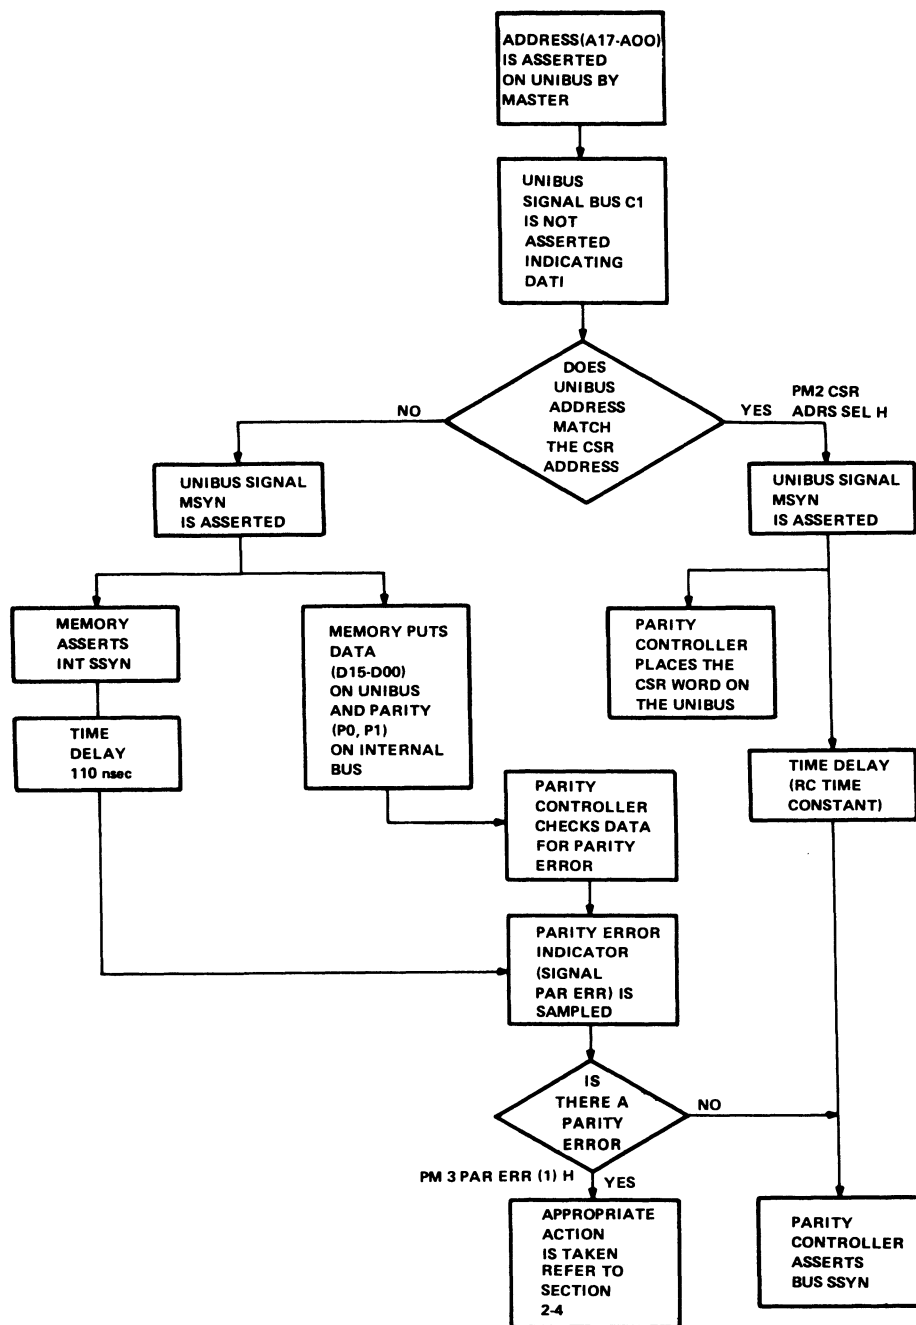 ADDRESS(A17-AOO)
IS ASSERTED
ON UNIBUS BY
MASTER
UNIBUS
SIGNAL BUS C1
IS NOT
ASSERTED
INDICATING
DATI
DOES
UNIBUS
ADDRESS
MATCH
THE CSR
ADDRESS
NO
YES
PM2 CSR
ADRS SEL H
UNIBUS SIGNAL
MSYN
IS ASSERTED
UNIBUS SIGNAL
MSYN
IS ASSERTED
MEMORY
ASSERTS
INT SSYN
MEMORY PUTS
DATA
(D15-D00)
ON UNIBUS
AND PARITY
(P0, P1)
ON INTERNAL
BUS
PARITY
CONTROLLER
PLACES THE
CSR WORD ON
THE UNIBUS
TIME
DELAY
110 nsec
TIME DELAY
(RC TIME
CONSTANT)
PARITY
CONTROLLER
CHECKS DATA
FOR PARITY
ERROR
PARITY ERROR
INDICATOR
(SIGNAL
PAR ERR) IS
SAMPLED
IS
THERE A
PARITY
ERROR
NO
PM 3 PAR ERR (1) H
YES
APPROPRIATE
ACTION
IS TAKEN
REFER TO
SECTION
2-4
PARITY
CONTROLLER
ASSERTS
BUS SSYN